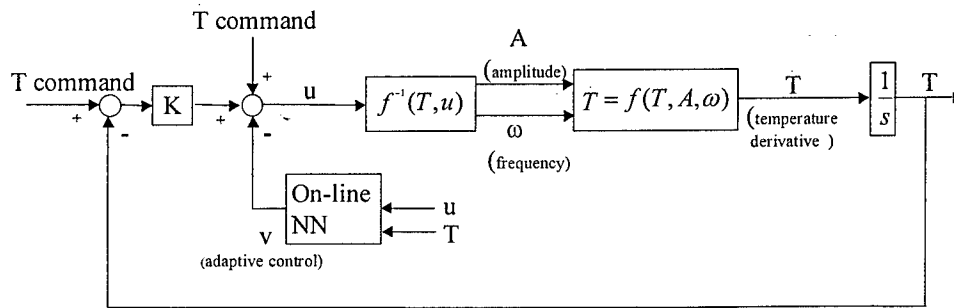 T command
T command
+
-
K
+
+
-
u
f⁻¹(T,u)
A
(amplitude)
ω
(frequency)
Ṫ = f(T, A, ω)
T
(temperature
derivative )
1
s
T
On-line
NN
u
T
v
(adaptive control)